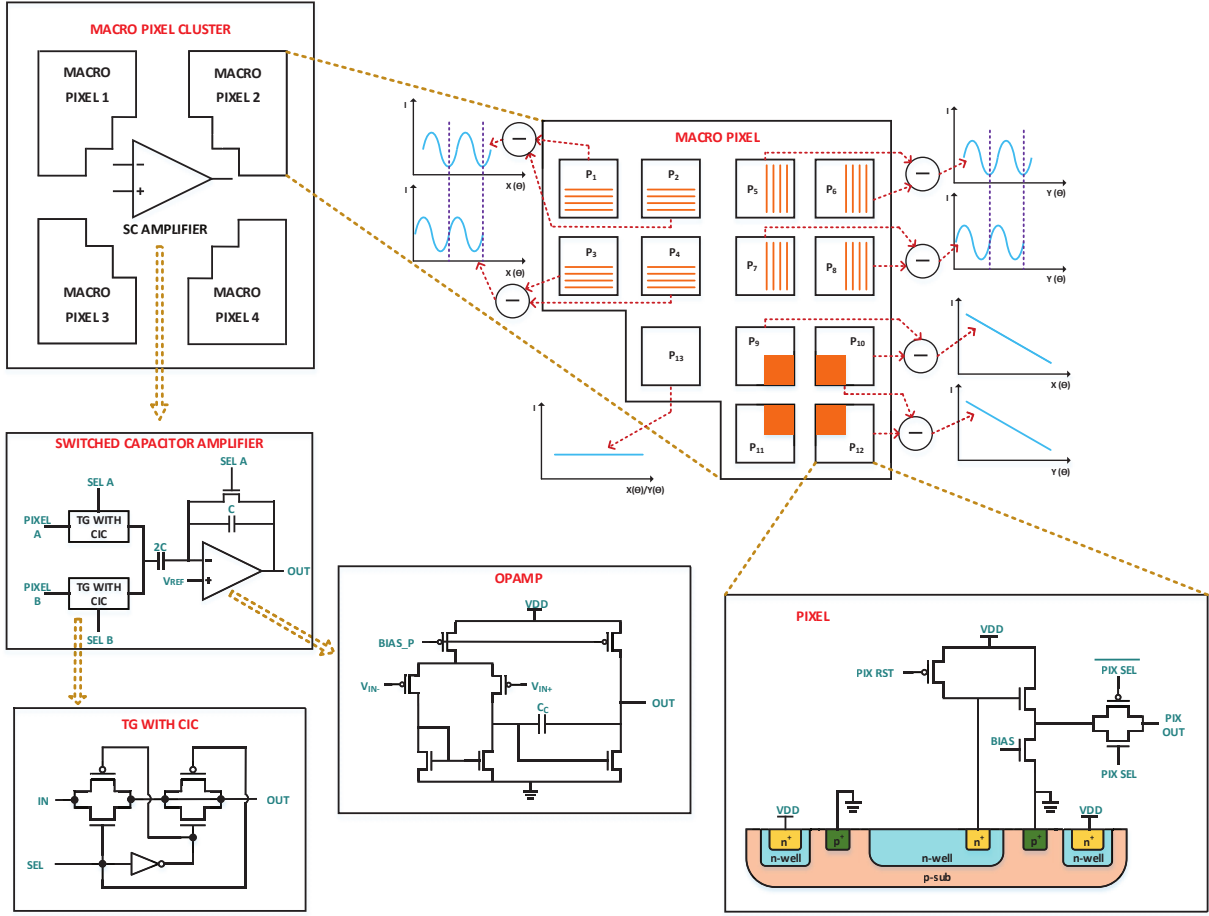 MACRO PIXEL CLUSTER
MACRO
PIXEL 1
MACRO
PIXEL 2
−
+
SC AMPLIFIER
MACRO
PIXEL 3
MACRO
PIXEL 4
MACRO PIXEL
I
X (Θ)
I
X (Θ)
−
−
P1
P2
P3
P4
P5
P6
P7
P8
P9
P10
P11
P12
P13
−
I
Y (Θ)
−
I
Y (Θ)
−
I
X (Θ)
−
I
Y (Θ)
I
X(Θ)/Y(Θ)
SWITCHED CAPACITOR AMPLIFIER
SEL A
SEL A
C
PIXEL
A
TG WITH
CIC
2C
−
VREF
+
OUT
PIXEL
B
TG WITH
CIC
SEL B
OPAMP
VDD
BIAS_P
VIN-
VIN+
CC
OUT
TG WITH CIC
IN
OUT
SEL
PIXEL
VDD
PIX RST
PIX SEL
BIAS
PIX
OUT
PIX SEL
VDD
VDD
n+
p+
n+
p+
n+
n-well
n-well
n-well
p-sub